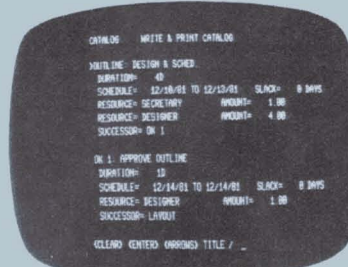 CATALOG WRITE & PRINT CATALOG
>OUTLINE: DESIGN & SCHED.
DURATION= 4D
SCHEDULE= 12/10/81 TO 12/13/81 SLACK= 0 DAYS
RESOURCE= SECRETARY AMOUNT= 1.00
RESOURCE= DESIGNER AMOUNT= 4.00
SUCCESSOR= OK 1
OK 1: APPROVE OUTLINE
DURATION= 1D
SCHEDULE= 12/14/81 TO 12/14/81 SLACK= 0 DAYS
RESOURCE= DESIGNER AMOUNT= 1.00
SUCCESSOR= LAYOUT
<CLEAR> <ENTER> <ARROWS> TITLE / _